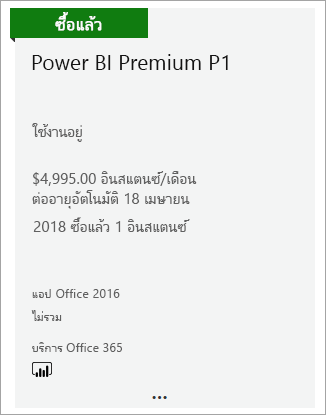 ซื้อแล้ว
Power BI Premium P1
ใช้งานอยู่
$4,995.00 อินสแตนซ์/เดือน
ต่ออายุอัตโนมัติ 18 เมษายน
2018 ซื้อแล้ว 1 อินสแตนซ์
แอป Office 2016
ไม่รวม
บริการ Office 365